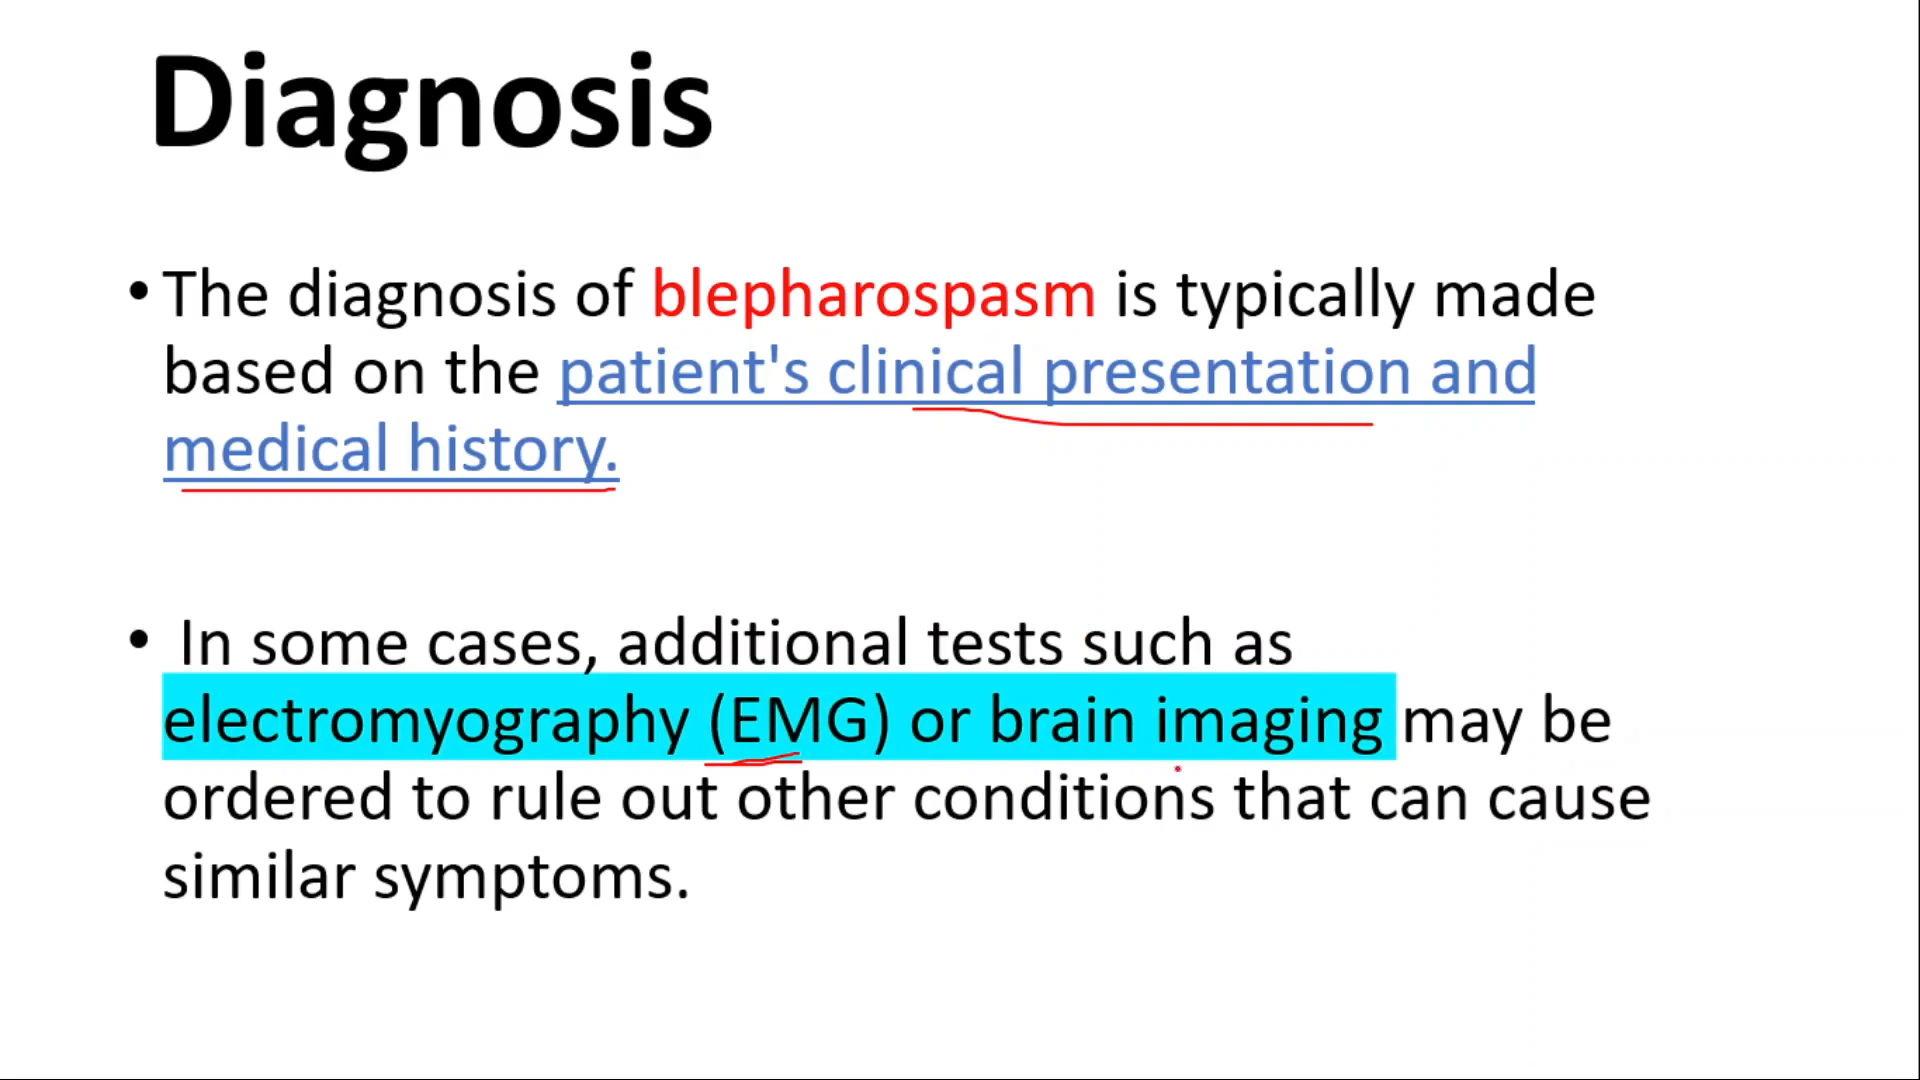 Diagnosis
• The diagnosis of blepharospasm is typically made
based on the patient's clinical presentation and
medical history.
• In some cases, additional tests such as
electromyography (EMG) or brain imaging may be
ordered to rule out other conditions that can cause
similar symptoms.